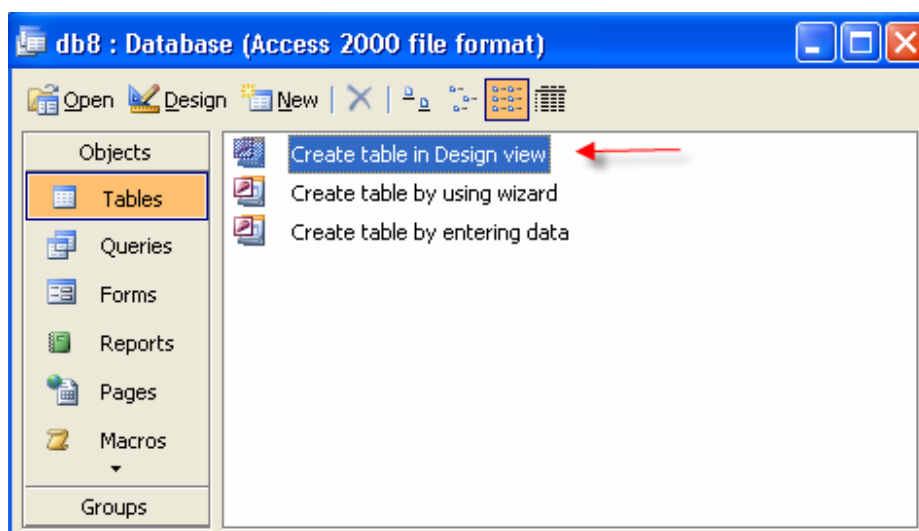 db8 : Database (Access 2000 file format)
Open Design New
Objects
Tables
Queries
Forms
Reports
Pages
Macros
Groups
Create table in Design view
Create table by using wizard
Create table by entering data